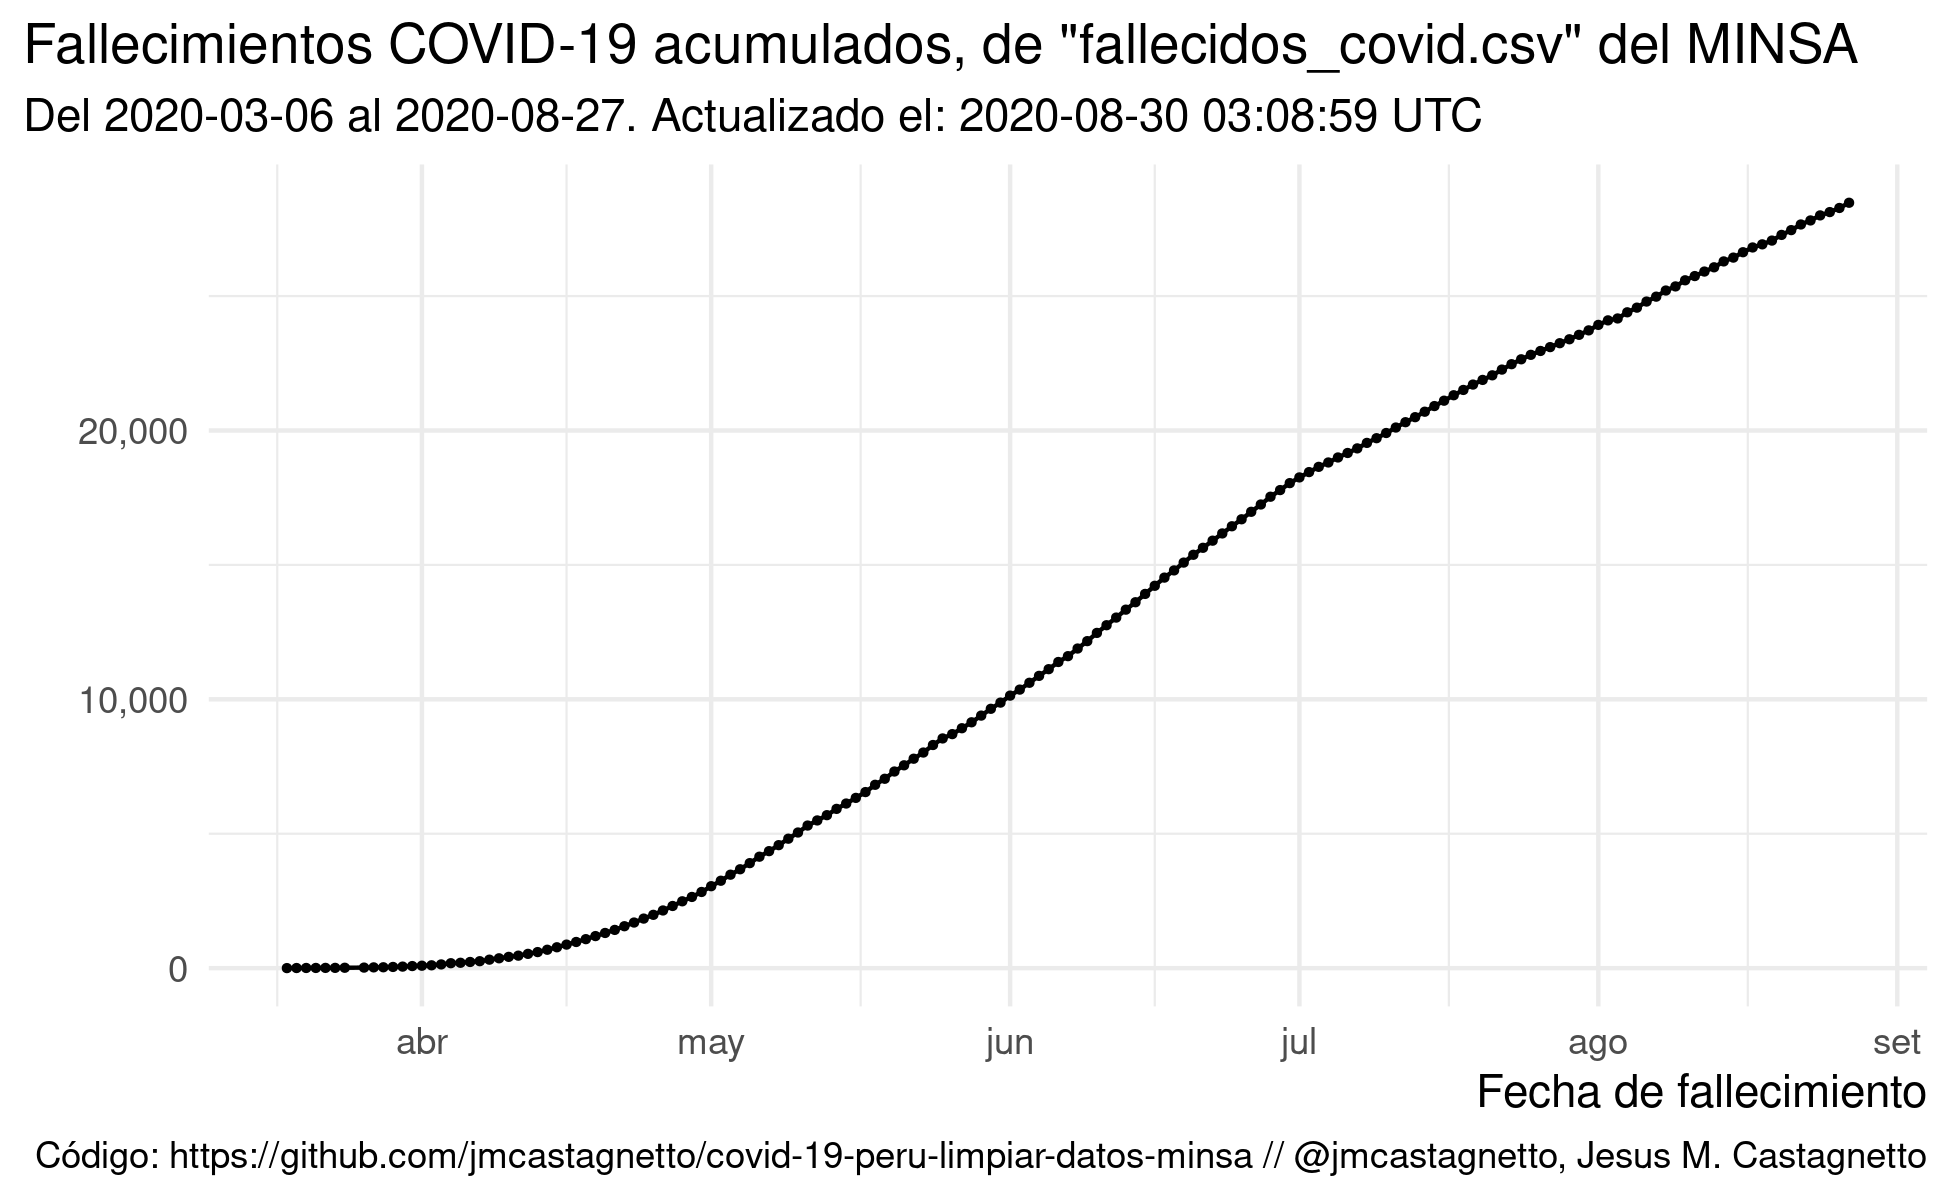 Fallecimientos COVID-19 acumulados, de "fallecidos_covid.csv" del MINSA
Del 2020-03-06 al 2020-08-27. Actualizado el: 2020-08-30 03:08:59 UTC
20,000
10,000
0
abr may jun jul ago set
Fecha de fallecimiento
Código: https://github.com/jmcastagnetto/covid-19-peru-limpiar-datos-minsa // @jmcastagnetto, Jesus M. Castagnetto